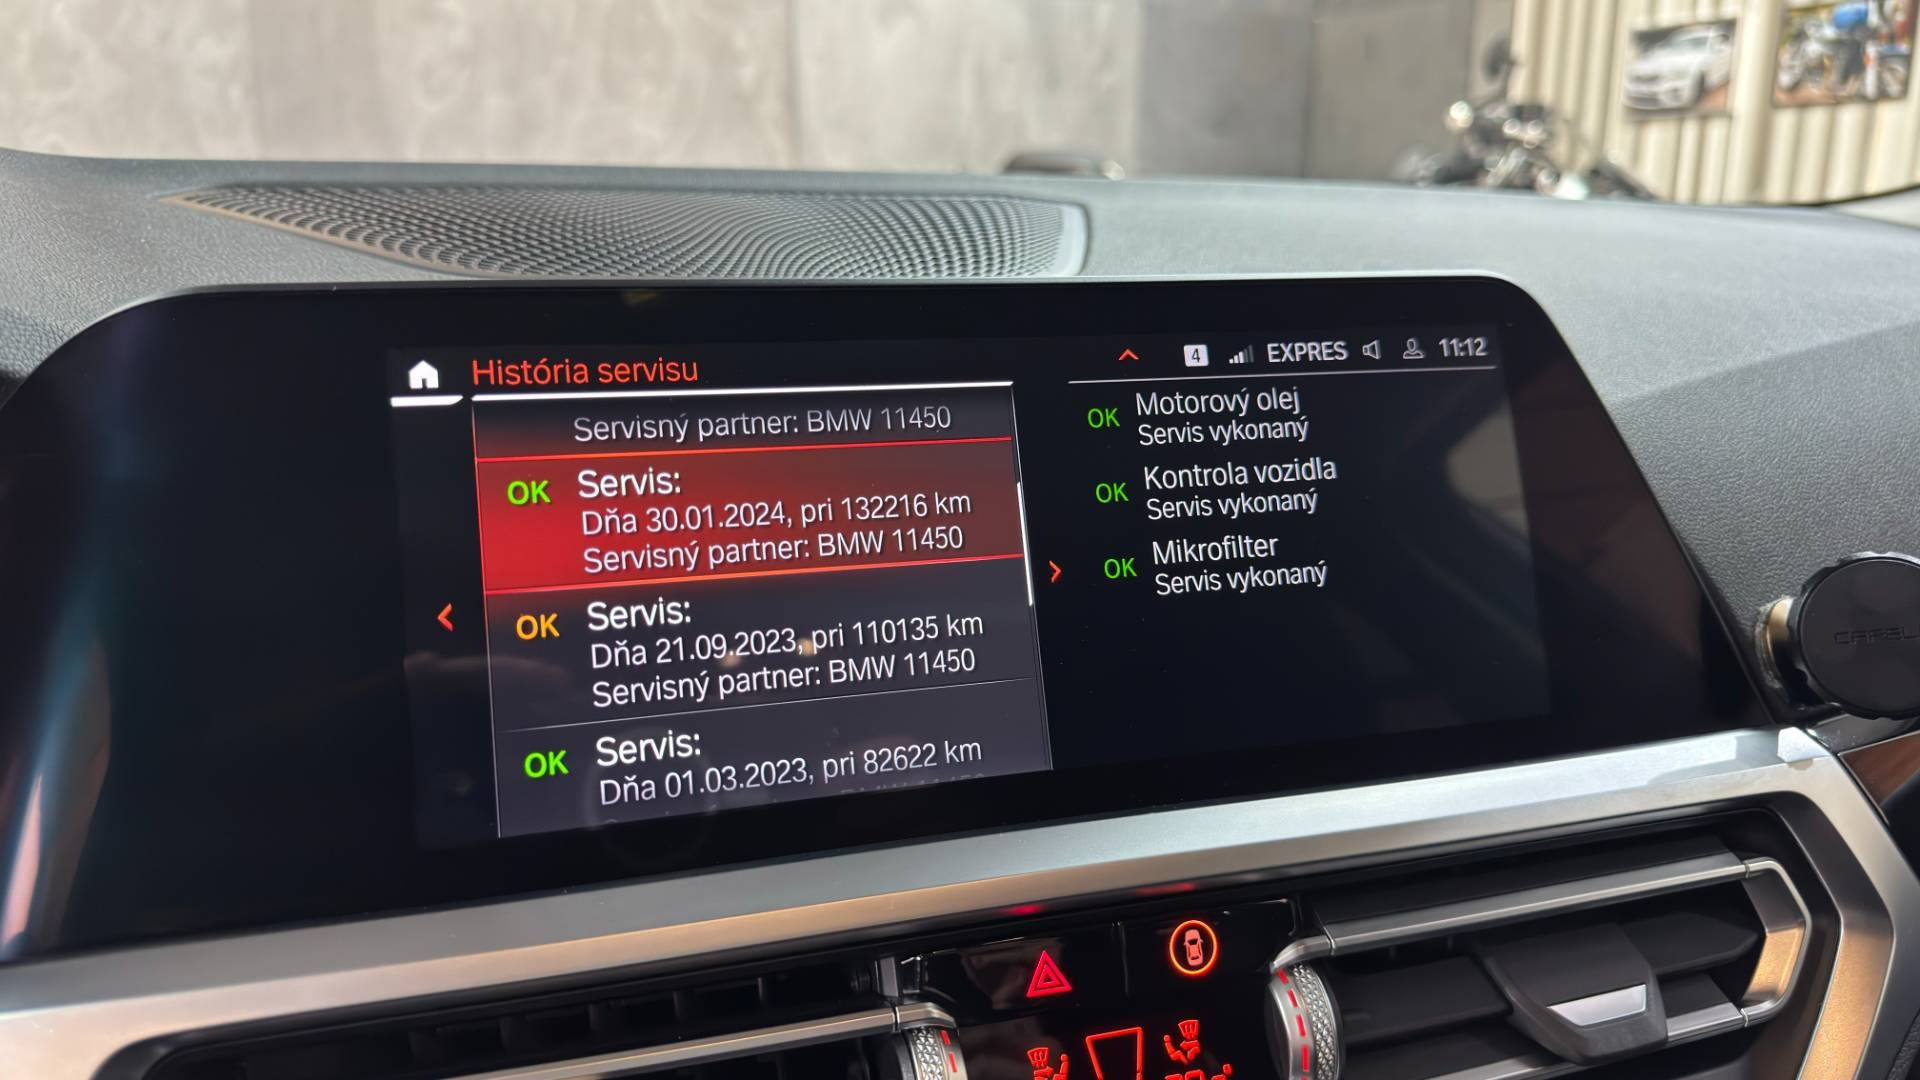 História servisu
4 EXPRES 11:12
Servisný partner: BMW 11450
OK Servis:
Dňa 30.01.2024, pri 132216 km
Servisný partner: BMW 11450
OK Servis:
Dňa 21.09.2023, pri 110135 km
Servisný partner: BMW 11450
OK Servis:
Dňa 01.03.2023, pri 82622 km
OK Motorový olej
Servis vykonaný
OK Kontrola vozidla
Servis vykonaný
OK Mikrofilter
Servis vykonaný